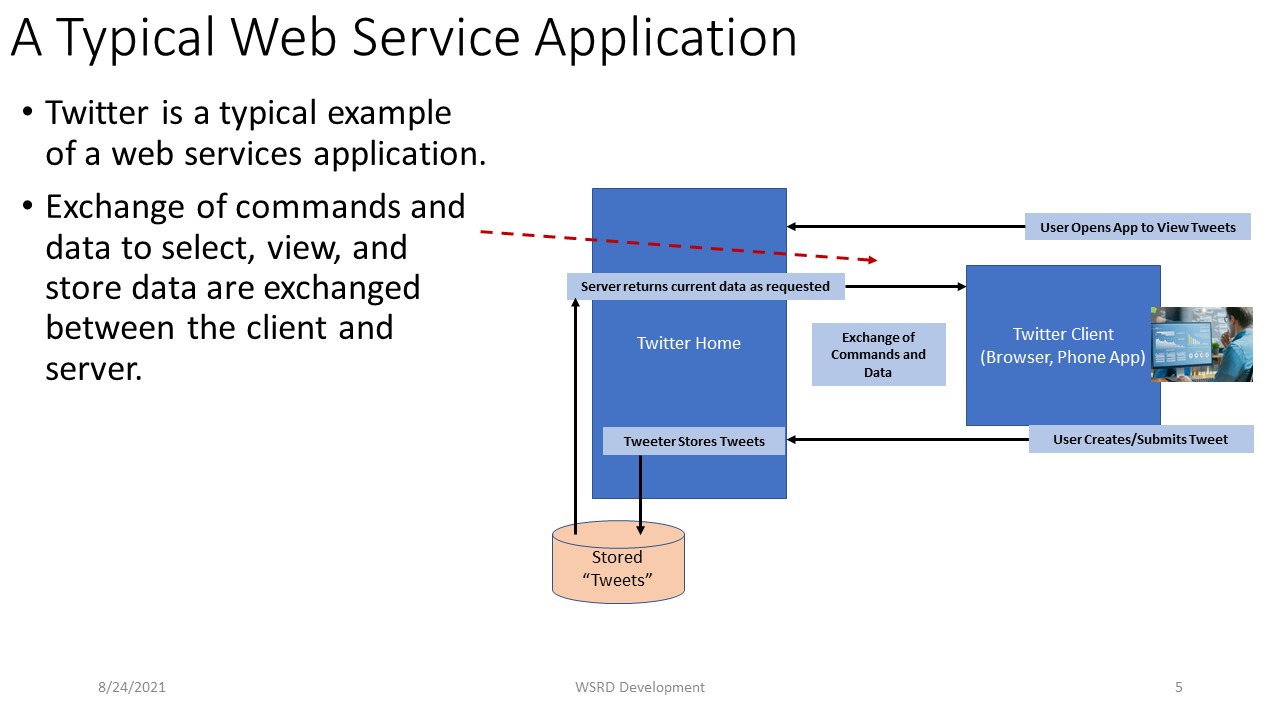 A Typical Web Service Application
• Twitter is a typical example
of a web services application.
• Exchange of commands and
data to select, view, and
store data are exchanged
between the client and
server.
User Opens App to View Tweets
Server returns current data as requested
Twitter Home
Exchange of
Commands and
Data
Twitter Client
(Browser, Phone App)
Tweeter Stores Tweets
User Creates/Submits Tweet
Stored
“Tweets”
8/24/2021
WSRD Development
5